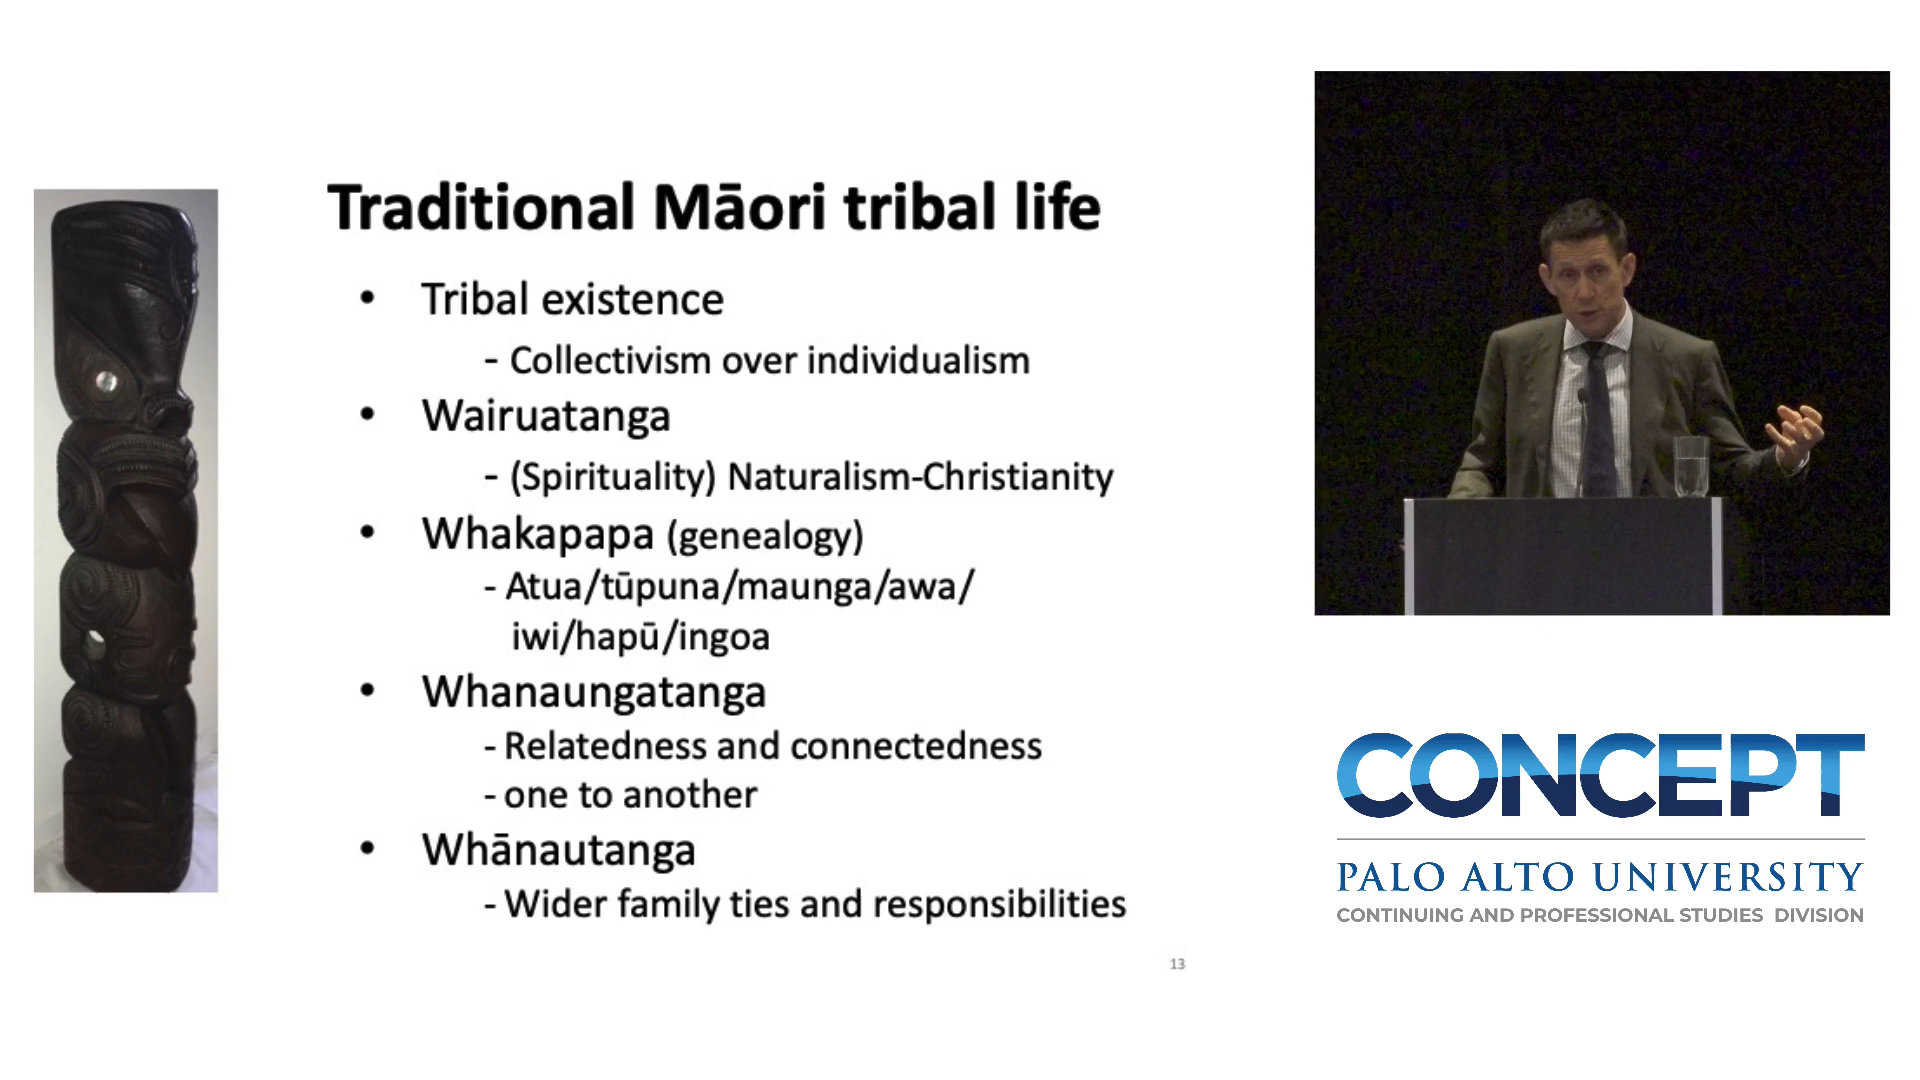 Traditional Māori tribal life
• Tribal existence
- Collectivism over individualism
• Wairuatanga
- (Spirituality) Naturalism-Christianity
• Whakapapa (genealogy)
- Atua/tūpuna/maunga/awa/
iwi/hapū/ingoa
• Whanaungatanga
- Relatedness and connectedness
- one to another
• Whānautanga
- Wider family ties and responsibilities
13
CONCEPT
PALO ALTO UNIVERSITY
CONTINUING AND PROFESSIONAL STUDIES DIVISION